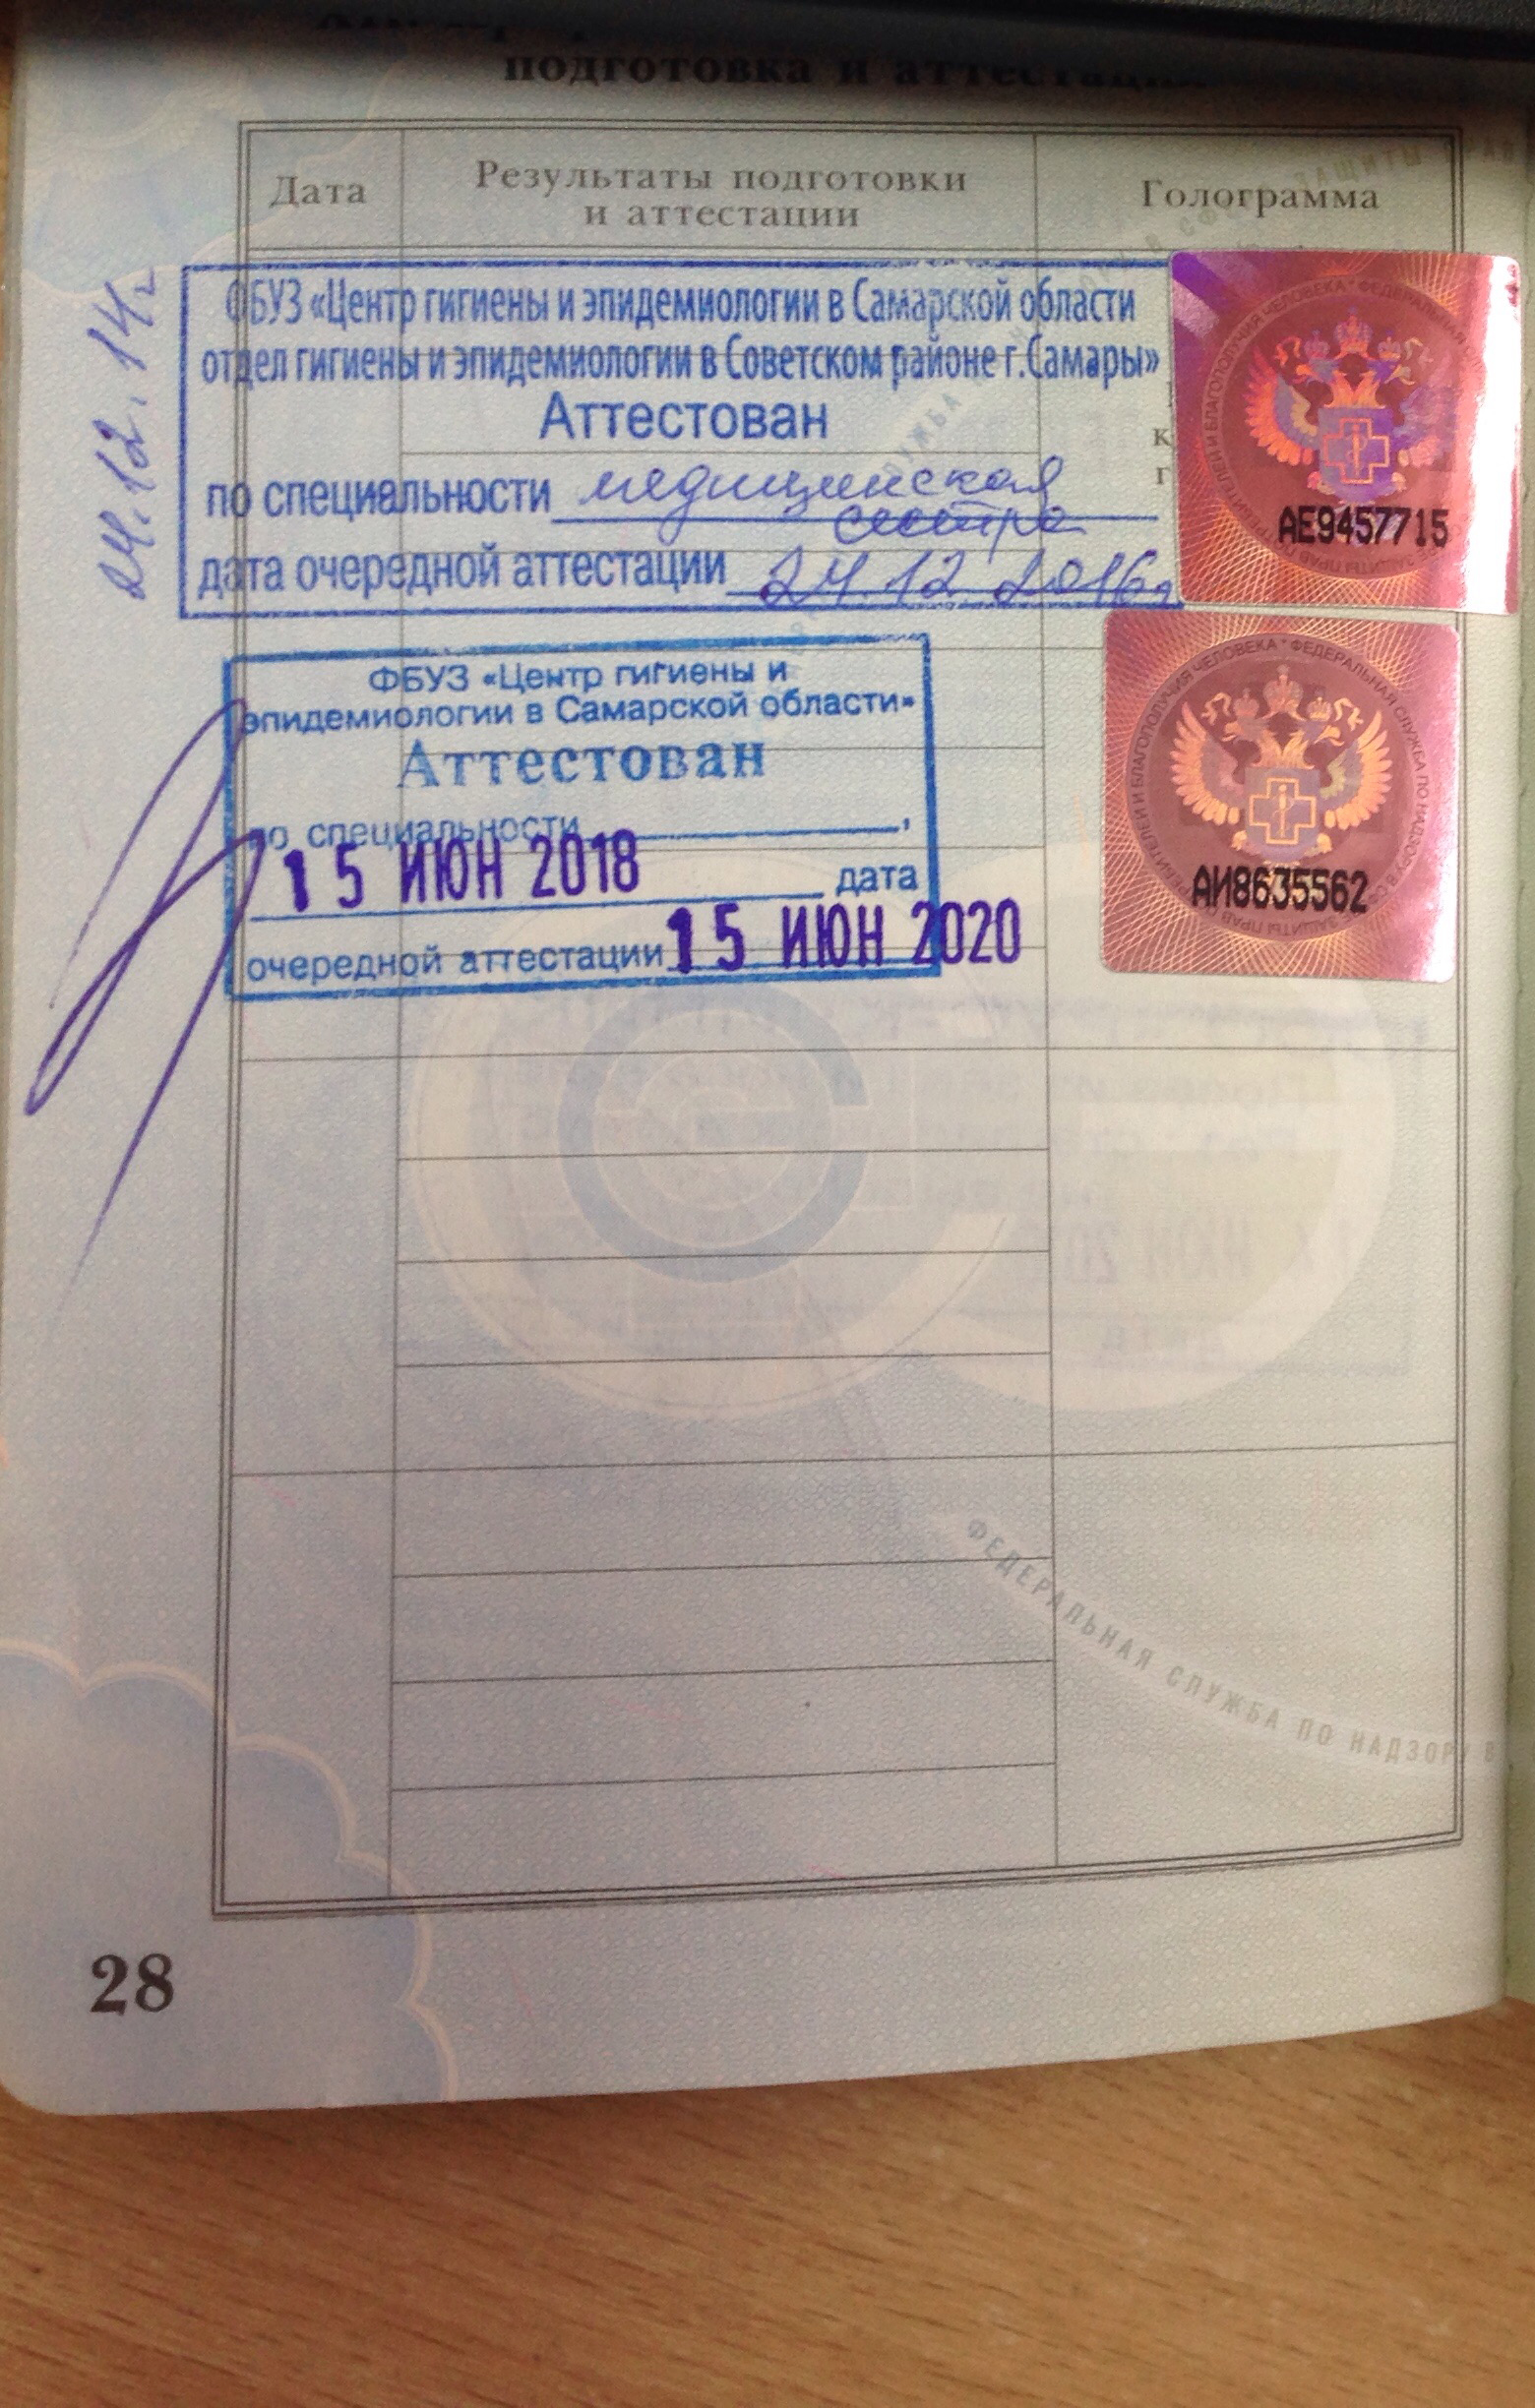 подготовка и аттестация
Дата
Результаты подготовки
и аттестации
Голограмма
24.12.14г
ФБУЗ «Центр гигиены и эпидемиологии в Самарской области
отдел гигиены и эпидемиологии в Советском районе г.Самары»
Аттестован
по специальности медицинская
сестра
дата очередной аттестации 24.12.2016г
АЕ9457715
ФБУЗ «Центр гигиены и
эпидемиологии в Самарской области»
Аттестован
по специальности ,
15 ИЮН 2018 дата
очередной аттестации 15 ИЮН 2020
АИ8635562
ФЕДЕРАЛЬНАЯ СЛУЖБА ПО НАДЗОРУ В
28